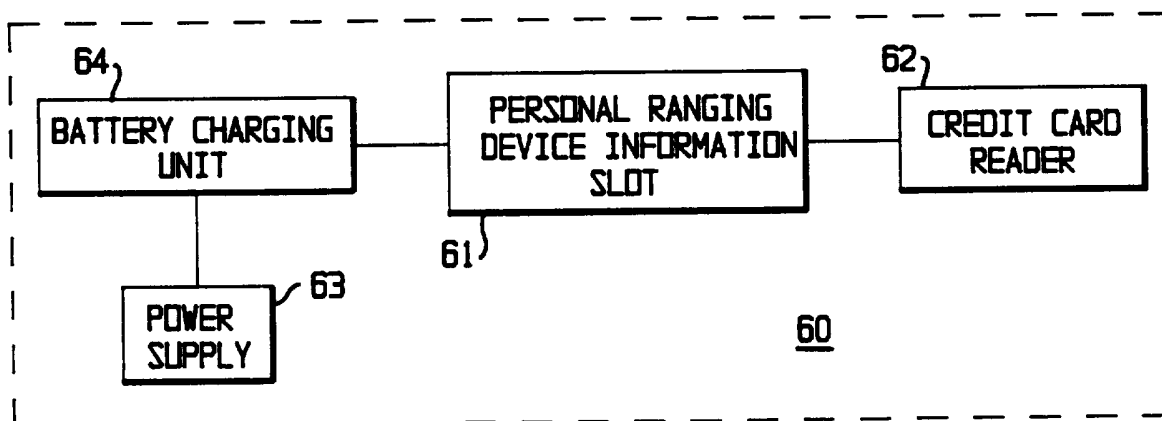 64
BATTERY CHARGING
UNIT
PERSONAL RANGING
DEVICE INFORMATION
SLOT
61
62
CREDIT CARD
READER
63
POWER
SUPPLY
60